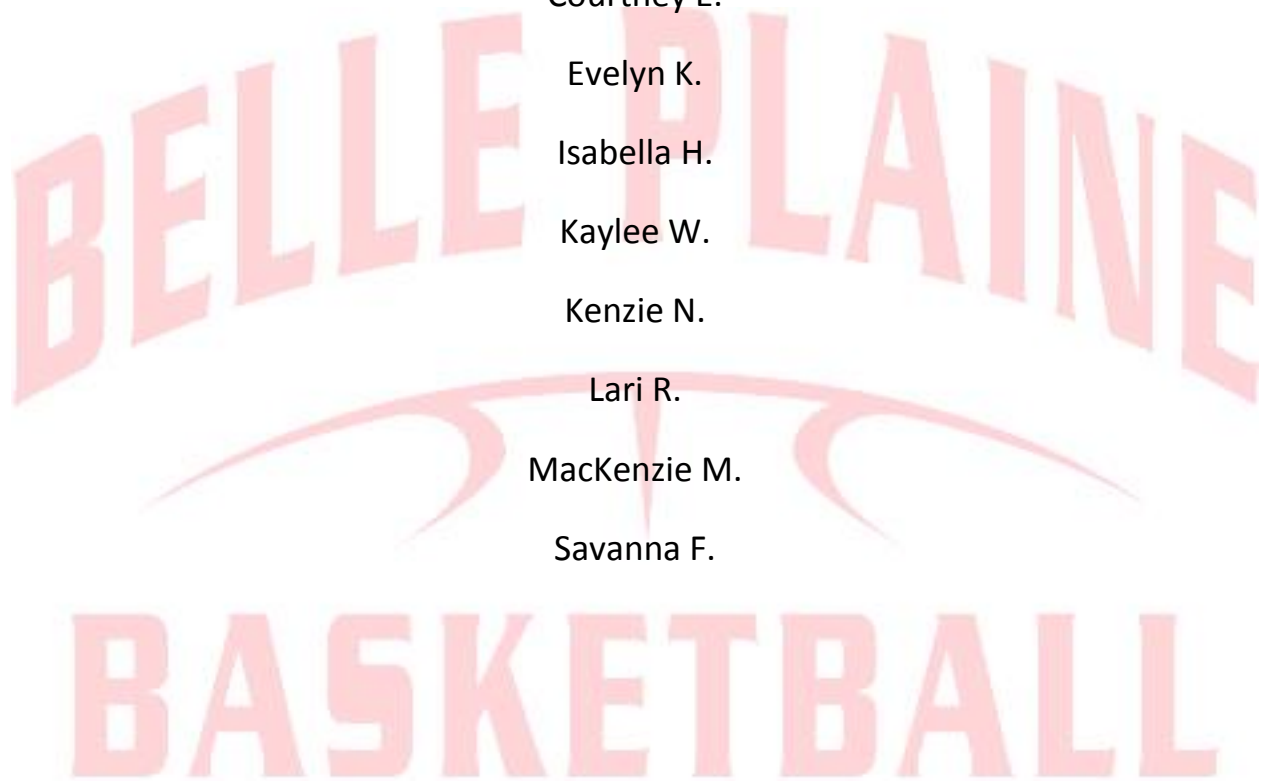 Courtney E.
Evelyn K.
Isabella H.
Kaylee W.
Kenzie N.
Lari R.
MacKenzie M.
Savanna F.
BELLE PLAINE
BASKETBALL